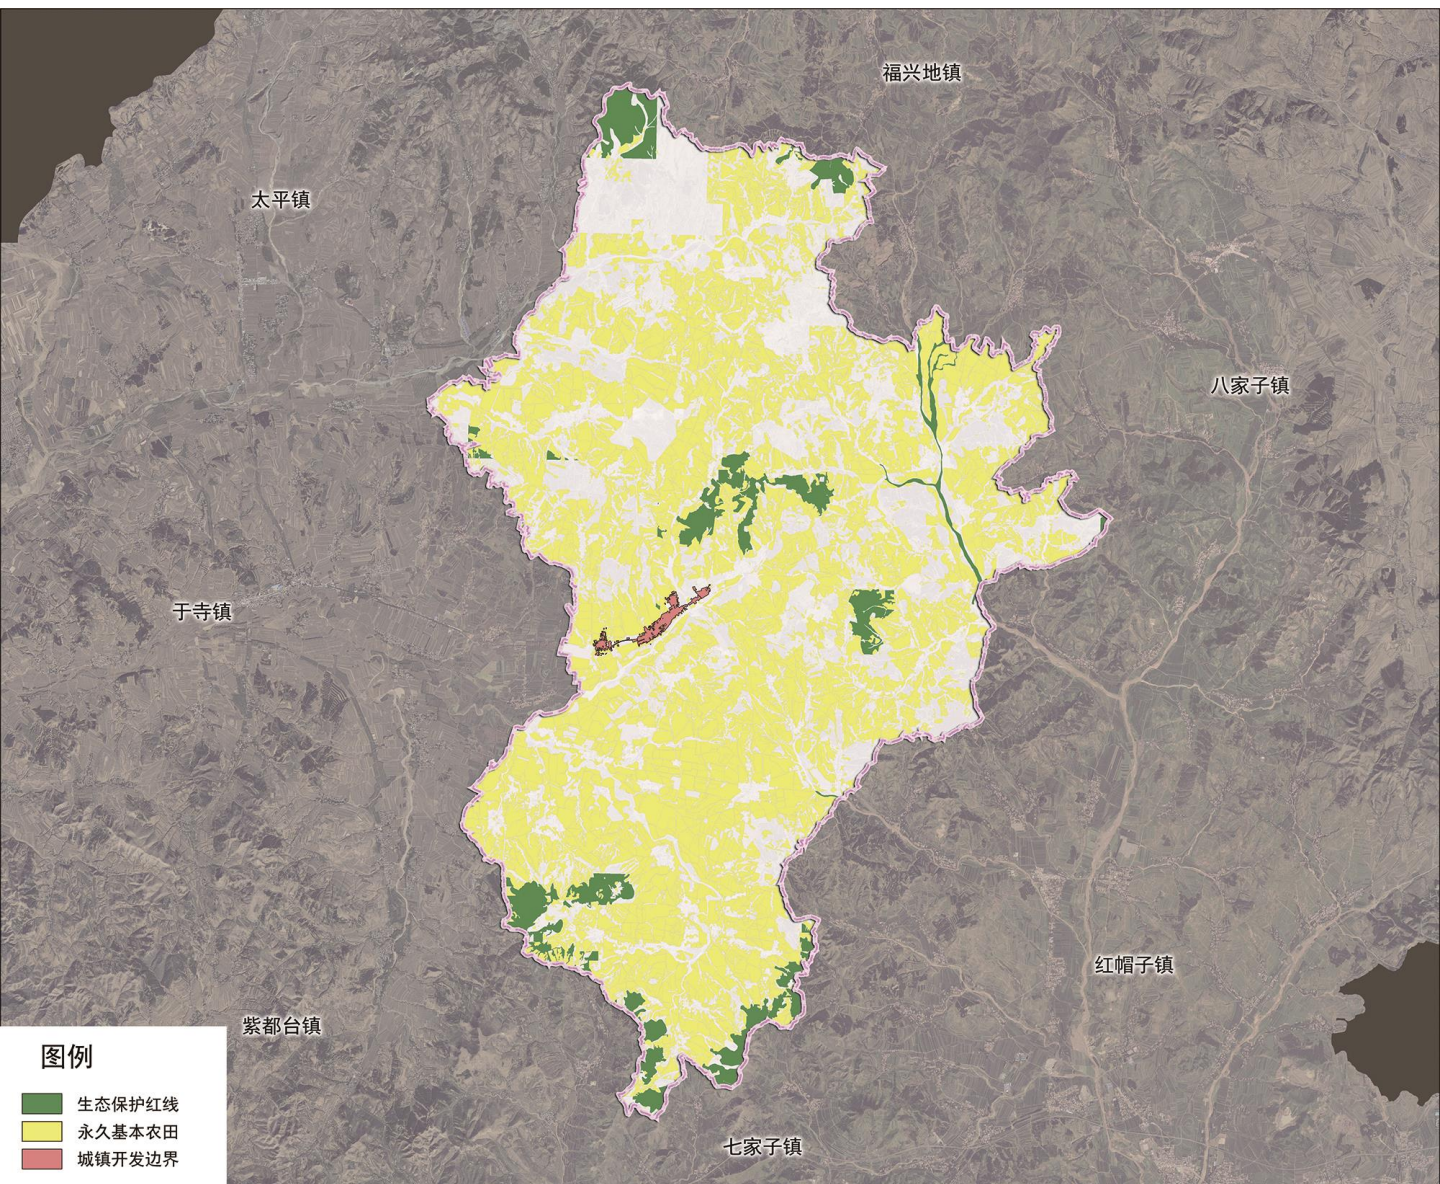 福兴地镇
太平镇
八家子镇
于寺镇
红帽子镇
紫都台镇
七家子镇
图例
生态保护红线
永久基本农田
城镇开发边界